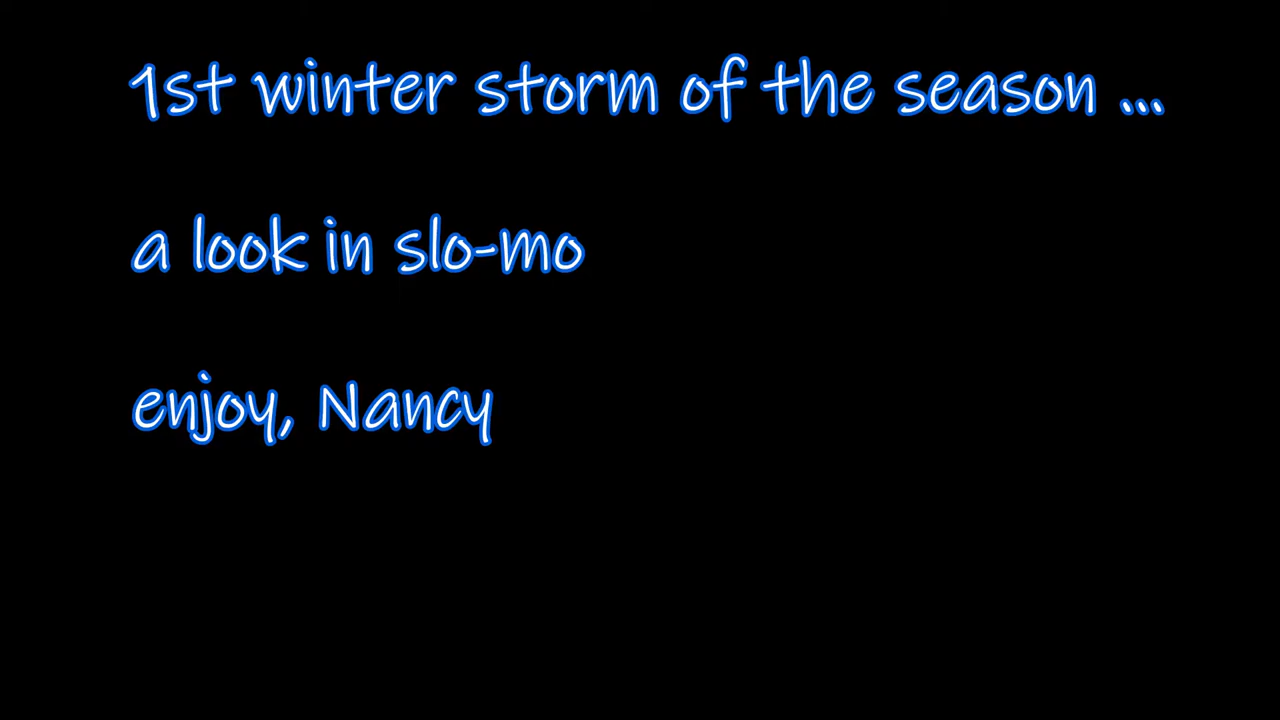 1st winter storm of the season ...
a look in slo-mo
enjoy, Nancy